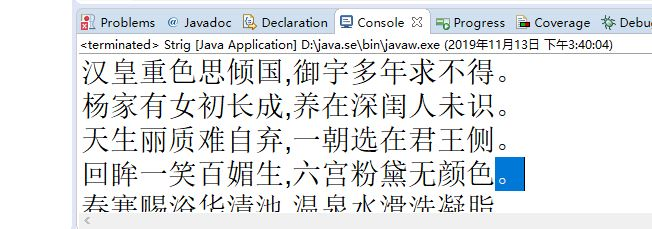 Problems @ Javadoc Declaration Console Progress Coverage Debu
<terminated> Strig [Java Application] D:\java.se\bin\javaw.exe (2019年11月13日 下午3:40:04)
汉皇重色思倾国,御宇多年求不得。
杨家有女初长成,养在深闺人未识。
天生丽质难自弃,一朝选在君王侧。
回眸一笑百媚生,六宫粉黛无颜色。
春寒赐浴华清池,温泉水滑洗凝脂